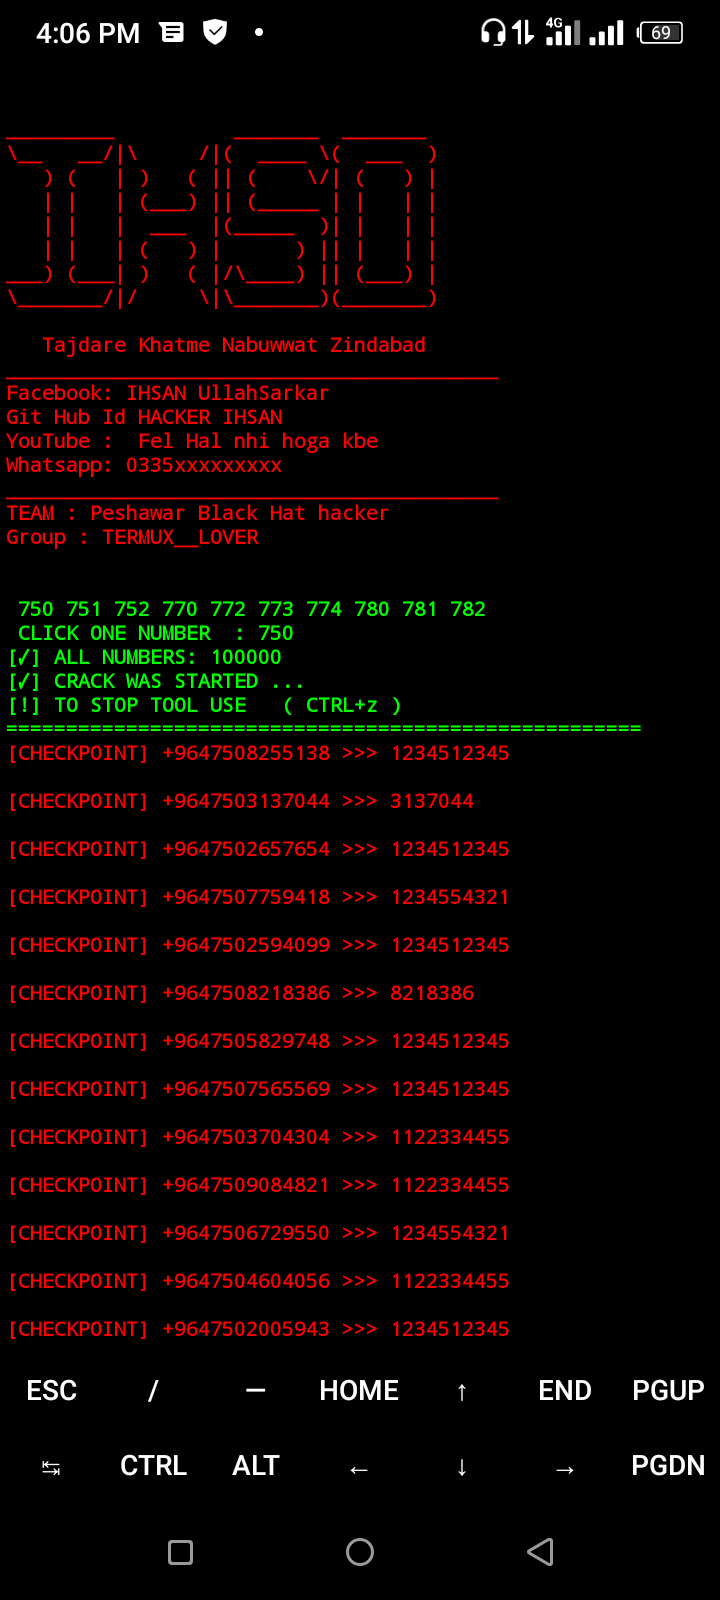 4:06 PM
4G
69
Tajdare Khatme Nabuwwat Zindabad
Facebook: IHSAN UllahSarkar
Git Hub Id HACKER IHSAN
YouTube :  Fel Hal nhi hoga kbe
Whatsapp: 0335xxxxxxxxx
TEAM : Peshawar Black Hat hacker
Group : TERMUX__LOVER
750 751 752 770 772 773 774 780 781 782
CLICK ONE NUMBER  : 750
[✓] ALL NUMBERS: 100000
[✓] CRACK WAS STARTED ...
[!] TO STOP TOOL USE   ( CTRL+z )
=====================================================
[CHECKPOINT] +9647508255138 >>> 1234512345
[CHECKPOINT] +9647503137044 >>> 3137044
[CHECKPOINT] +9647502657654 >>> 1234512345
[CHECKPOINT] +9647507759418 >>> 1234554321
[CHECKPOINT] +9647502594099 >>> 1234512345
[CHECKPOINT] +9647508218386 >>> 8218386
[CHECKPOINT] +9647505829748 >>> 1234512345
[CHECKPOINT] +9647507565569 >>> 1234512345
[CHECKPOINT] +9647503704304 >>> 1122334455
[CHECKPOINT] +9647509084821 >>> 1122334455
[CHECKPOINT] +9647506729550 >>> 1234554321
[CHECKPOINT] +9647504604056 >>> 1122334455
[CHECKPOINT] +9647502005943 >>> 1234512345
ESC / — HOME ↑ END PGUP
↹ CTRL ALT ← ↓ → PGDN